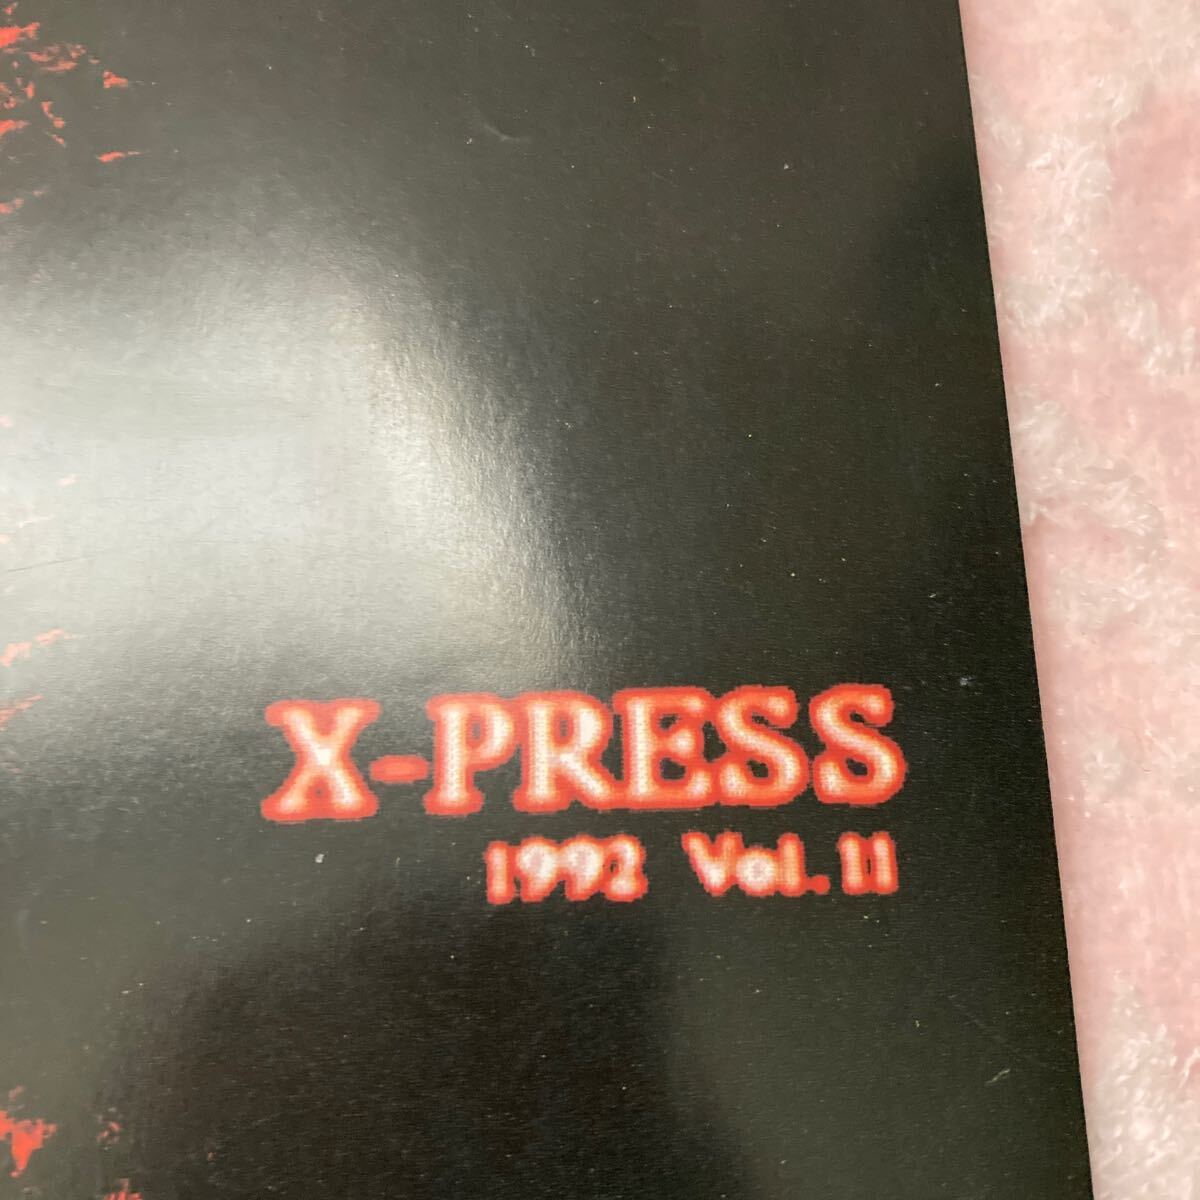 X-PRESS
1992 Vol. 11